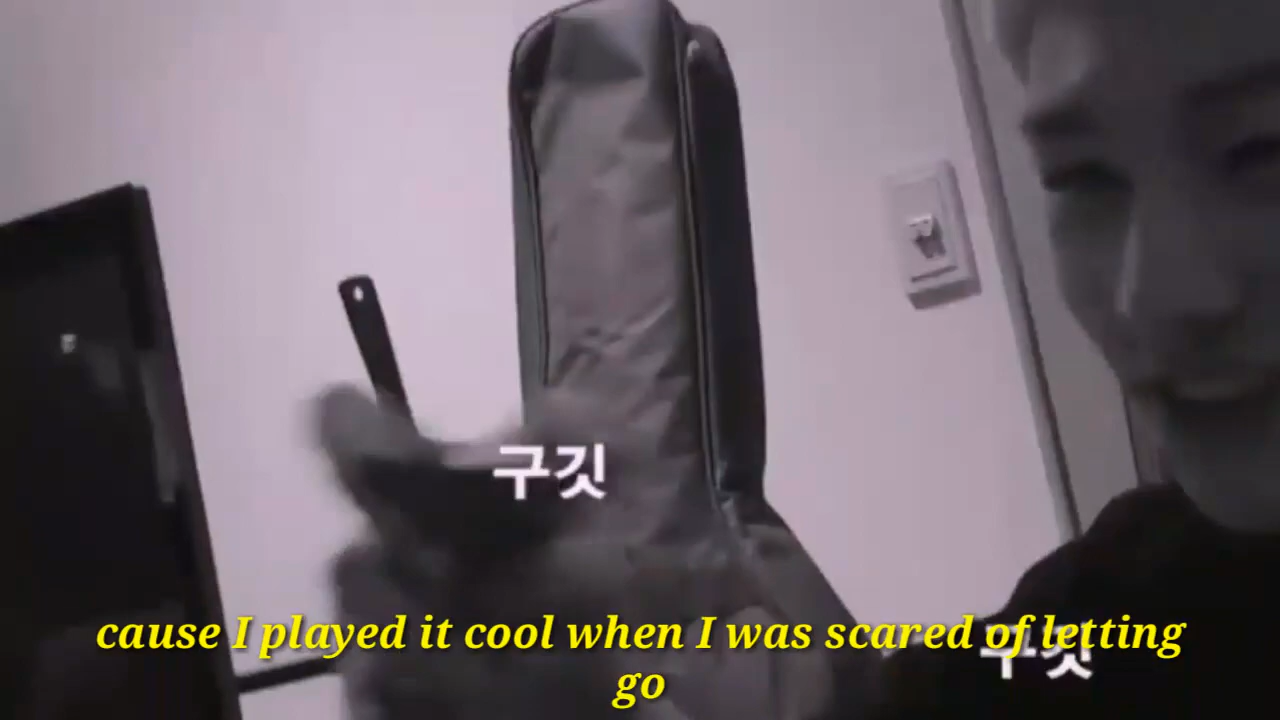 구깃
cause I played it cool when I was scared of letting
구깃
go